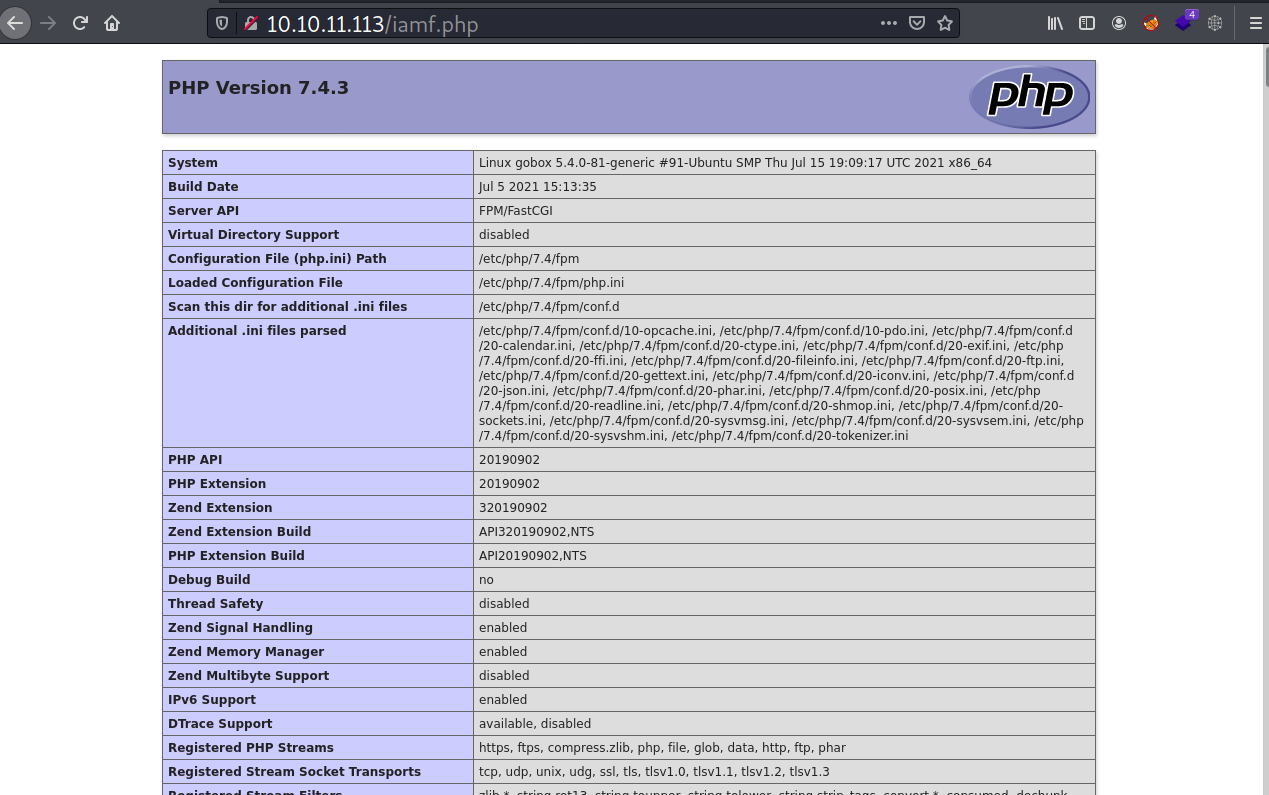 10.10.11.113/iamf.php
4
PHP Version 7.4.3
php
System Linux gobox 5.4.0-81-generic #91-Ubuntu SMP Thu Jul 15 19:09:17 UTC 2021 x86_64
Build Date Jul 5 2021 15:13:35
Server API FPM/FastCGI
Virtual Directory Support disabled
Configuration File (php.ini) Path /etc/php/7.4/fpm
Loaded Configuration File /etc/php/7.4/fpm/php.ini
Scan this dir for additional .ini files /etc/php/7.4/fpm/conf.d
Additional .ini files parsed /etc/php/7.4/fpm/conf.d/10-opcache.ini, /etc/php/7.4/fpm/conf.d/10-pdo.ini, /etc/php/7.4/fpm/conf.d
/20-calendar.ini, /etc/php/7.4/fpm/conf.d/20-ctype.ini, /etc/php/7.4/fpm/conf.d/20-exif.ini, /etc/php
/7.4/fpm/conf.d/20-ffi.ini, /etc/php/7.4/fpm/conf.d/20-fileinfo.ini, /etc/php/7.4/fpm/conf.d/20-ftp.ini,
/etc/php/7.4/fpm/conf.d/20-gettext.ini, /etc/php/7.4/fpm/conf.d/20-iconv.ini, /etc/php/7.4/fpm/conf.d
/20-json.ini, /etc/php/7.4/fpm/conf.d/20-phar.ini, /etc/php/7.4/fpm/conf.d/20-posix.ini, /etc/php
/7.4/fpm/conf.d/20-readline.ini, /etc/php/7.4/fpm/conf.d/20-shmop.ini, /etc/php/7.4/fpm/conf.d/20-
sockets.ini, /etc/php/7.4/fpm/conf.d/20-sysvmsg.ini, /etc/php/7.4/fpm/conf.d/20-sysvsem.ini, /etc/php
/7.4/fpm/conf.d/20-sysvshm.ini, /etc/php/7.4/fpm/conf.d/20-tokenizer.ini
PHP API 20190902
PHP Extension 20190902
Zend Extension 320190902
Zend Extension Build API320190902,NTS
PHP Extension Build API20190902,NTS
Debug Build no
Thread Safety disabled
Zend Signal Handling enabled
Zend Memory Manager enabled
Zend Multibyte Support disabled
IPv6 Support enabled
DTrace Support available, disabled
Registered PHP Streams https, ftps, compress.zlib, php, file, glob, data, http, ftp, phar
Registered Stream Socket Transports tcp, udp, unix, udg, ssl, tls, tlsv1.0, tlsv1.1, tlsv1.2, tlsv1.3
Registered Stream Filters zlib.*, string.rot13, string.toupper, string.tolower, string.strip_tags, convert.*, consumed, dechunk,